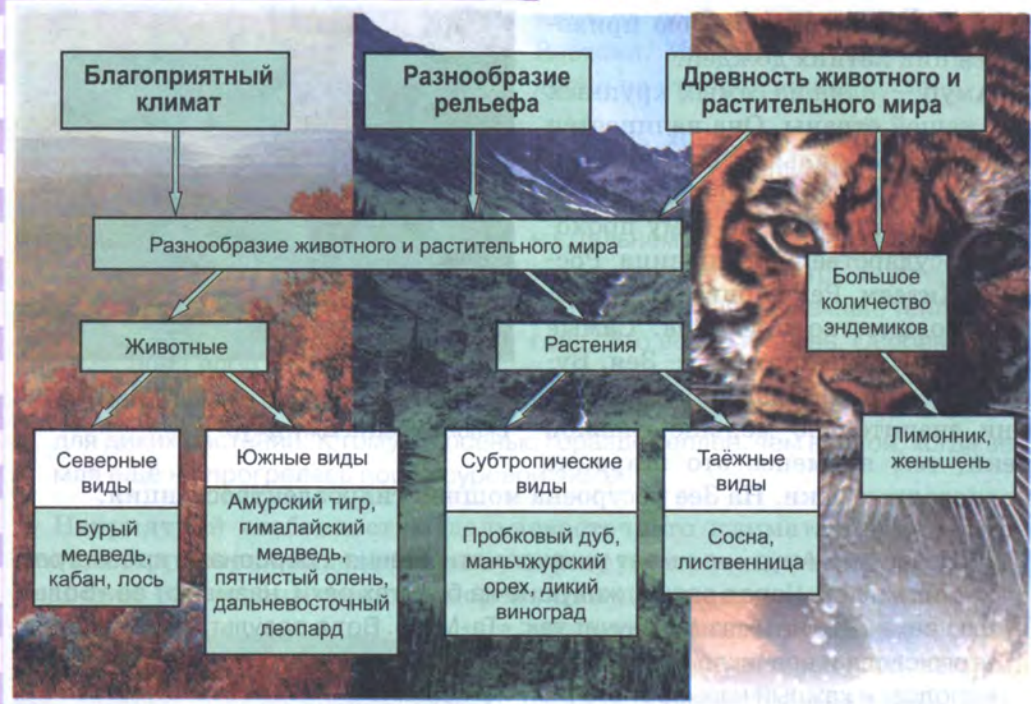 Благоприятный
климат
Разнообразие
рельефа
Древность животного и
растительного мира
Разнообразие животного и растительного мира
Большое
количество
эндемиков
Животные
Растения
Северные
виды
Бурый
медведь,
кабан, лось
Южные виды
Амурский тигр,
гималайский
медведь,
пятнистый олень,
дальневосточный
леопард
Субтропические
виды
Пробковый дуб,
маньчжурский
орех, дикий
виноград
Таёжные
виды
Сосна,
лиственница
Лимонник,
женьшень